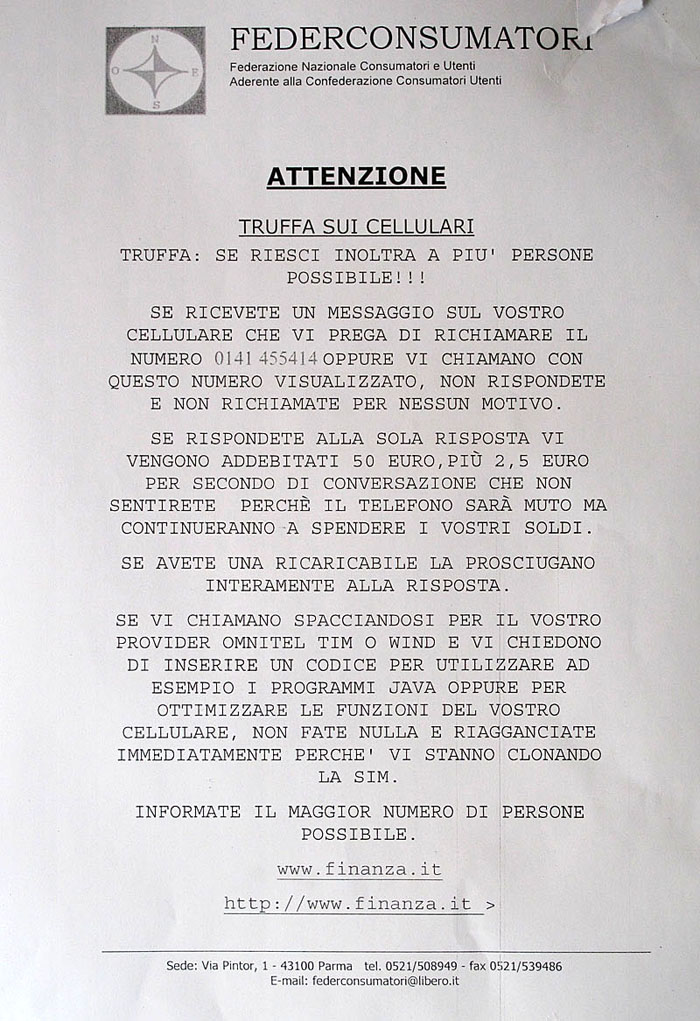 N
O E
S
FEDERCONSUMATORI
Federazione Nazionale Consumatori e Utenti
Aderente alla Confederazione Consumatori Utenti
ATTENZIONE
TRUFFA SUI CELLULARI
TRUFFA: SE RIESCI INOLTRA A PIU' PERSONE
POSSIBILE!!!
SE RICEVETE UN MESSAGGIO SUL VOSTRO
CELLULARE CHE VI PREGA DI RICHIAMARE IL
NUMERO 0141 455414 OPPURE VI CHIAMANO CON
QUESTO NUMERO VISUALIZZATO, NON RISPONDETE
E NON RICHIAMATE PER NESSUN MOTIVO.
SE RISPONDETE ALLA SOLA RISPOSTA VI
VENGONO ADDEBITATI 50 EURO,PIÙ 2,5 EURO
PER SECONDO DI CONVERSAZIONE CHE NON
SENTIRETE PERCHÈ IL TELEFONO SARÀ MUTO MA
CONTINUERANNO A SPENDERE I VOSTRI SOLDI.
SE AVETE UNA RICARICABILE LA PROSCIUGANO
INTERAMENTE ALLA RISPOSTA.
SE VI CHIAMANO SPACCIANDOSI PER IL VOSTRO
PROVIDER OMNITEL TIM O WIND E VI CHIEDONO
DI INSERIRE UN CODICE PER UTILIZZARE AD
ESEMPIO I PROGRAMMI JAVA OPPURE PER
OTTIMIZZARE LE FUNZIONI DEL VOSTRO
CELLULARE, NON FATE NULLA E RIAGGANCIATE
IMMEDIATAMENTE PERCHE' VI STANNO CLONANDO
LA SIM.
INFORMATE IL MAGGIOR NUMERO DI PERSONE
POSSIBILE.
www.finanza.it
http://www.finanza.it >
Sede: Via Pintor, 1 - 43100 Parma tel. 0521/508949 - fax 0521/539486
E-mail: federconsumatori@libero.it